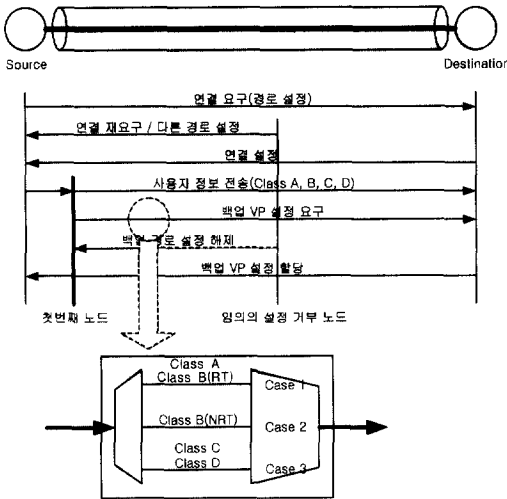 Source
Destination
연결 요구(경로 설정)
연결 재요구 / 다른 경로 설정
연결 설정
사용자 정보 전송(Class A, B, C, D)
백업 VP 설정 요구
백업 경로 설정 해제
백업 VP 설정 할당
첫번째 노드
임의의 설정 거부 노드
Class A
Class B(RT)
Case 1
Class B(NRT)
Case 2
Class C
Class D
Case 3